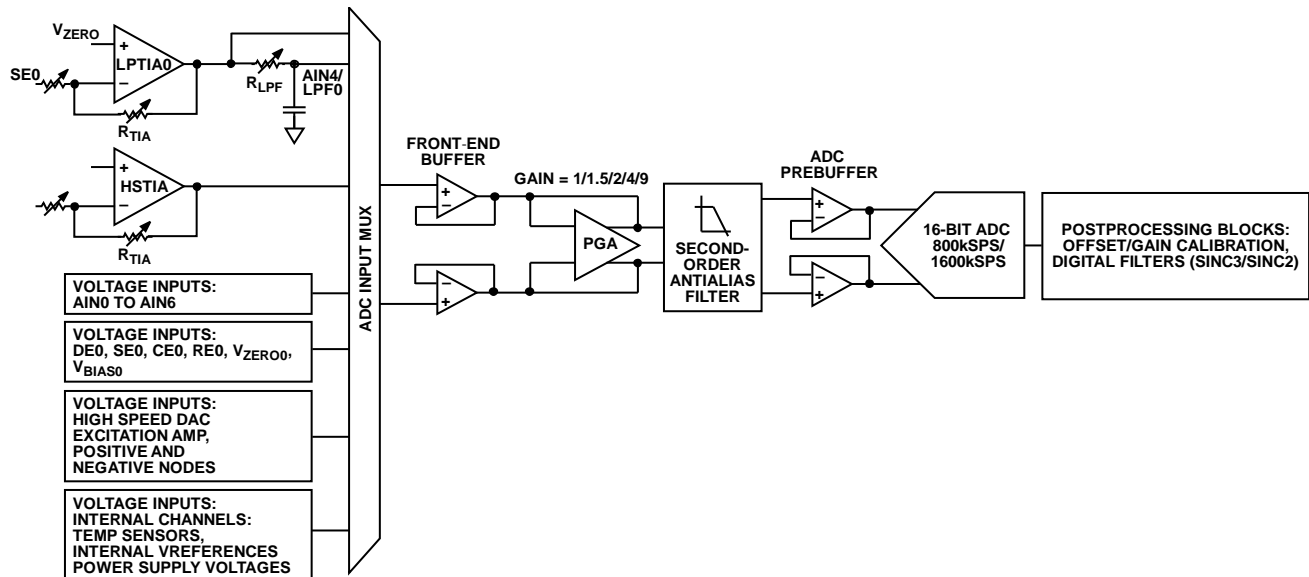 VZERO
+
LPTIA0
SE0
−
RTIA
RLPF
AIN4/
LPF0
+
HSTIA
−
RTIA
VOLTAGE INPUTS:
AIN0 TO AIN6
VOLTAGE INPUTS:
DE0, SE0, CE0, RE0, VZERO0,
VBIAS0
VOLTAGE INPUTS:
HIGH SPEED DAC
EXCITATION AMP,
POSITIVE AND
NEGATIVE NODES
VOLTAGE INPUTS:
INTERNAL CHANNELS:
TEMP SENSORS,
INTERNAL VREFERENCES
POWER SUPPLY VOLTAGES
ADC INPUT MUX
FRONT-END
BUFFER
+
−
−
+
GAIN = 1/1.5/2/4/9
PGA
SECOND-
ORDER
ANTIALIAS
FILTER
ADC
PREBUFFER
+
−
−
+
16-BIT ADC
800kSPS/
1600kSPS
POSTPROCESSING BLOCKS:
OFFSET/GAIN CALIBRATION,
DIGITAL FILTERS (SINC3/SINC2)